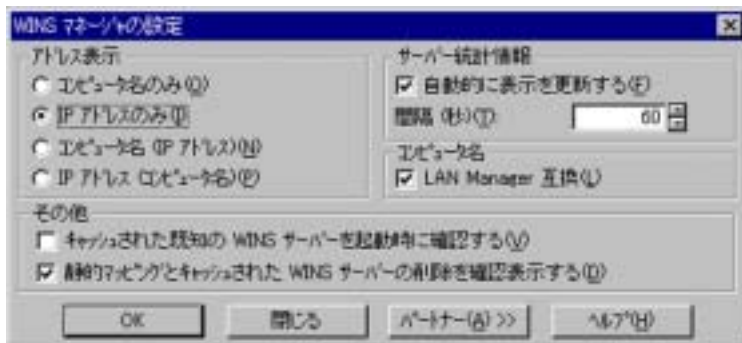 WINS マネージャの設定
アドレス表示
コンピュータ名のみ(O)
IP アドレスのみ(I)
コンピュータ名 (IP アドレス)(N)
IP アドレス (コンピュータ名)(P)
サーバー統計情報
自動的に表示を更新する(F)
間隔 (秒)(T): 60
コンピュータ名
LAN Manager 互換(L)
その他
キャッシュされた既知の WINS サーバーを起動時に確認する(V)
静的マッピングとキャッシュされた WINS サーバーの削除を確認表示する(D)
OK
閉じる
パートナー(A) >>
ヘルプ(H)